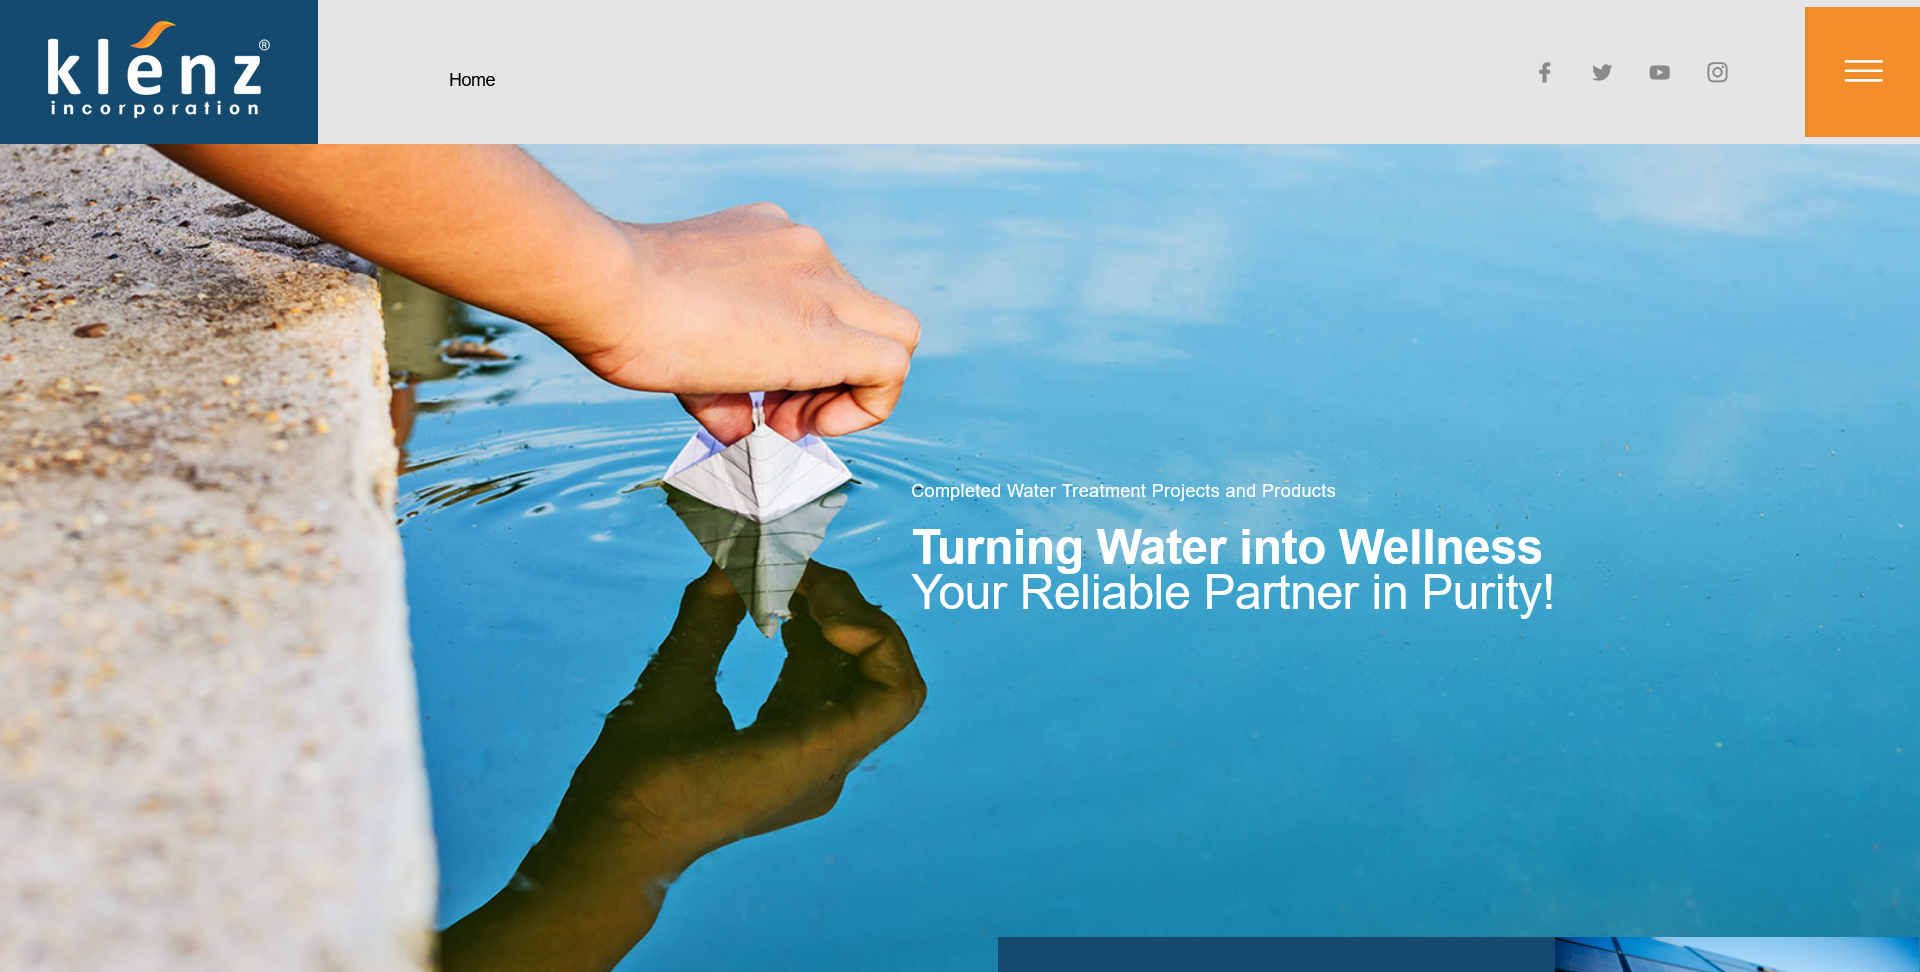 klenz®
incorporation
Home
Completed Water Treatment Projects and Products
Turning Water into Wellness
Your Reliable Partner in Purity!